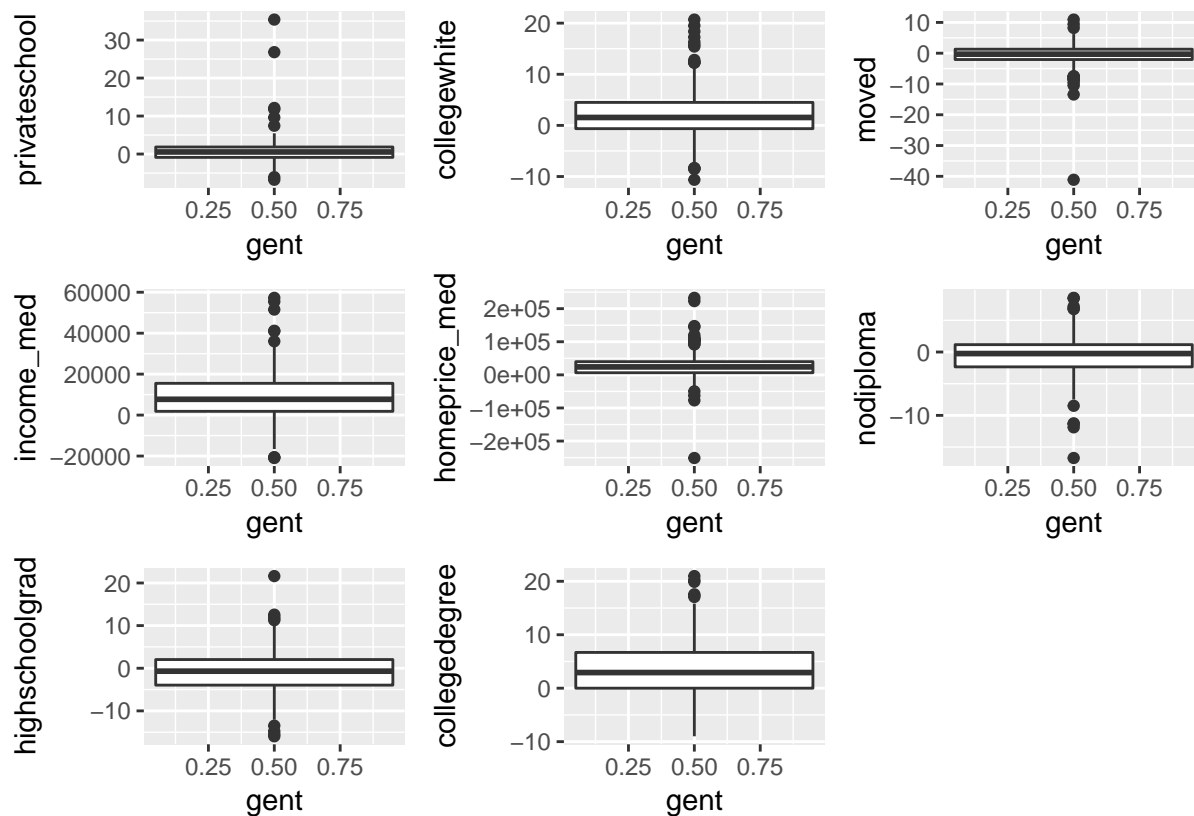 privateschool
30
20
10
0
0.25 0.50 0.75
gent
collegewhite
20
10
0
−10
0.25 0.50 0.75
gent
moved
10
0
−10
−20
−30
−40
0.25 0.50 0.75
gent
income_med
60000
40000
20000
0
−20000
0.25 0.50 0.75
gent
homeprice_med
2e+05
1e+05
0e+00
−1e+05
−2e+05
0.25 0.50 0.75
gent
nodiploma
0
−10
0.25 0.50 0.75
gent
highschoolgrad
20
10
0
−10
0.25 0.50 0.75
gent
collegedegree
20
10
0
−10
0.25 0.50 0.75
gent